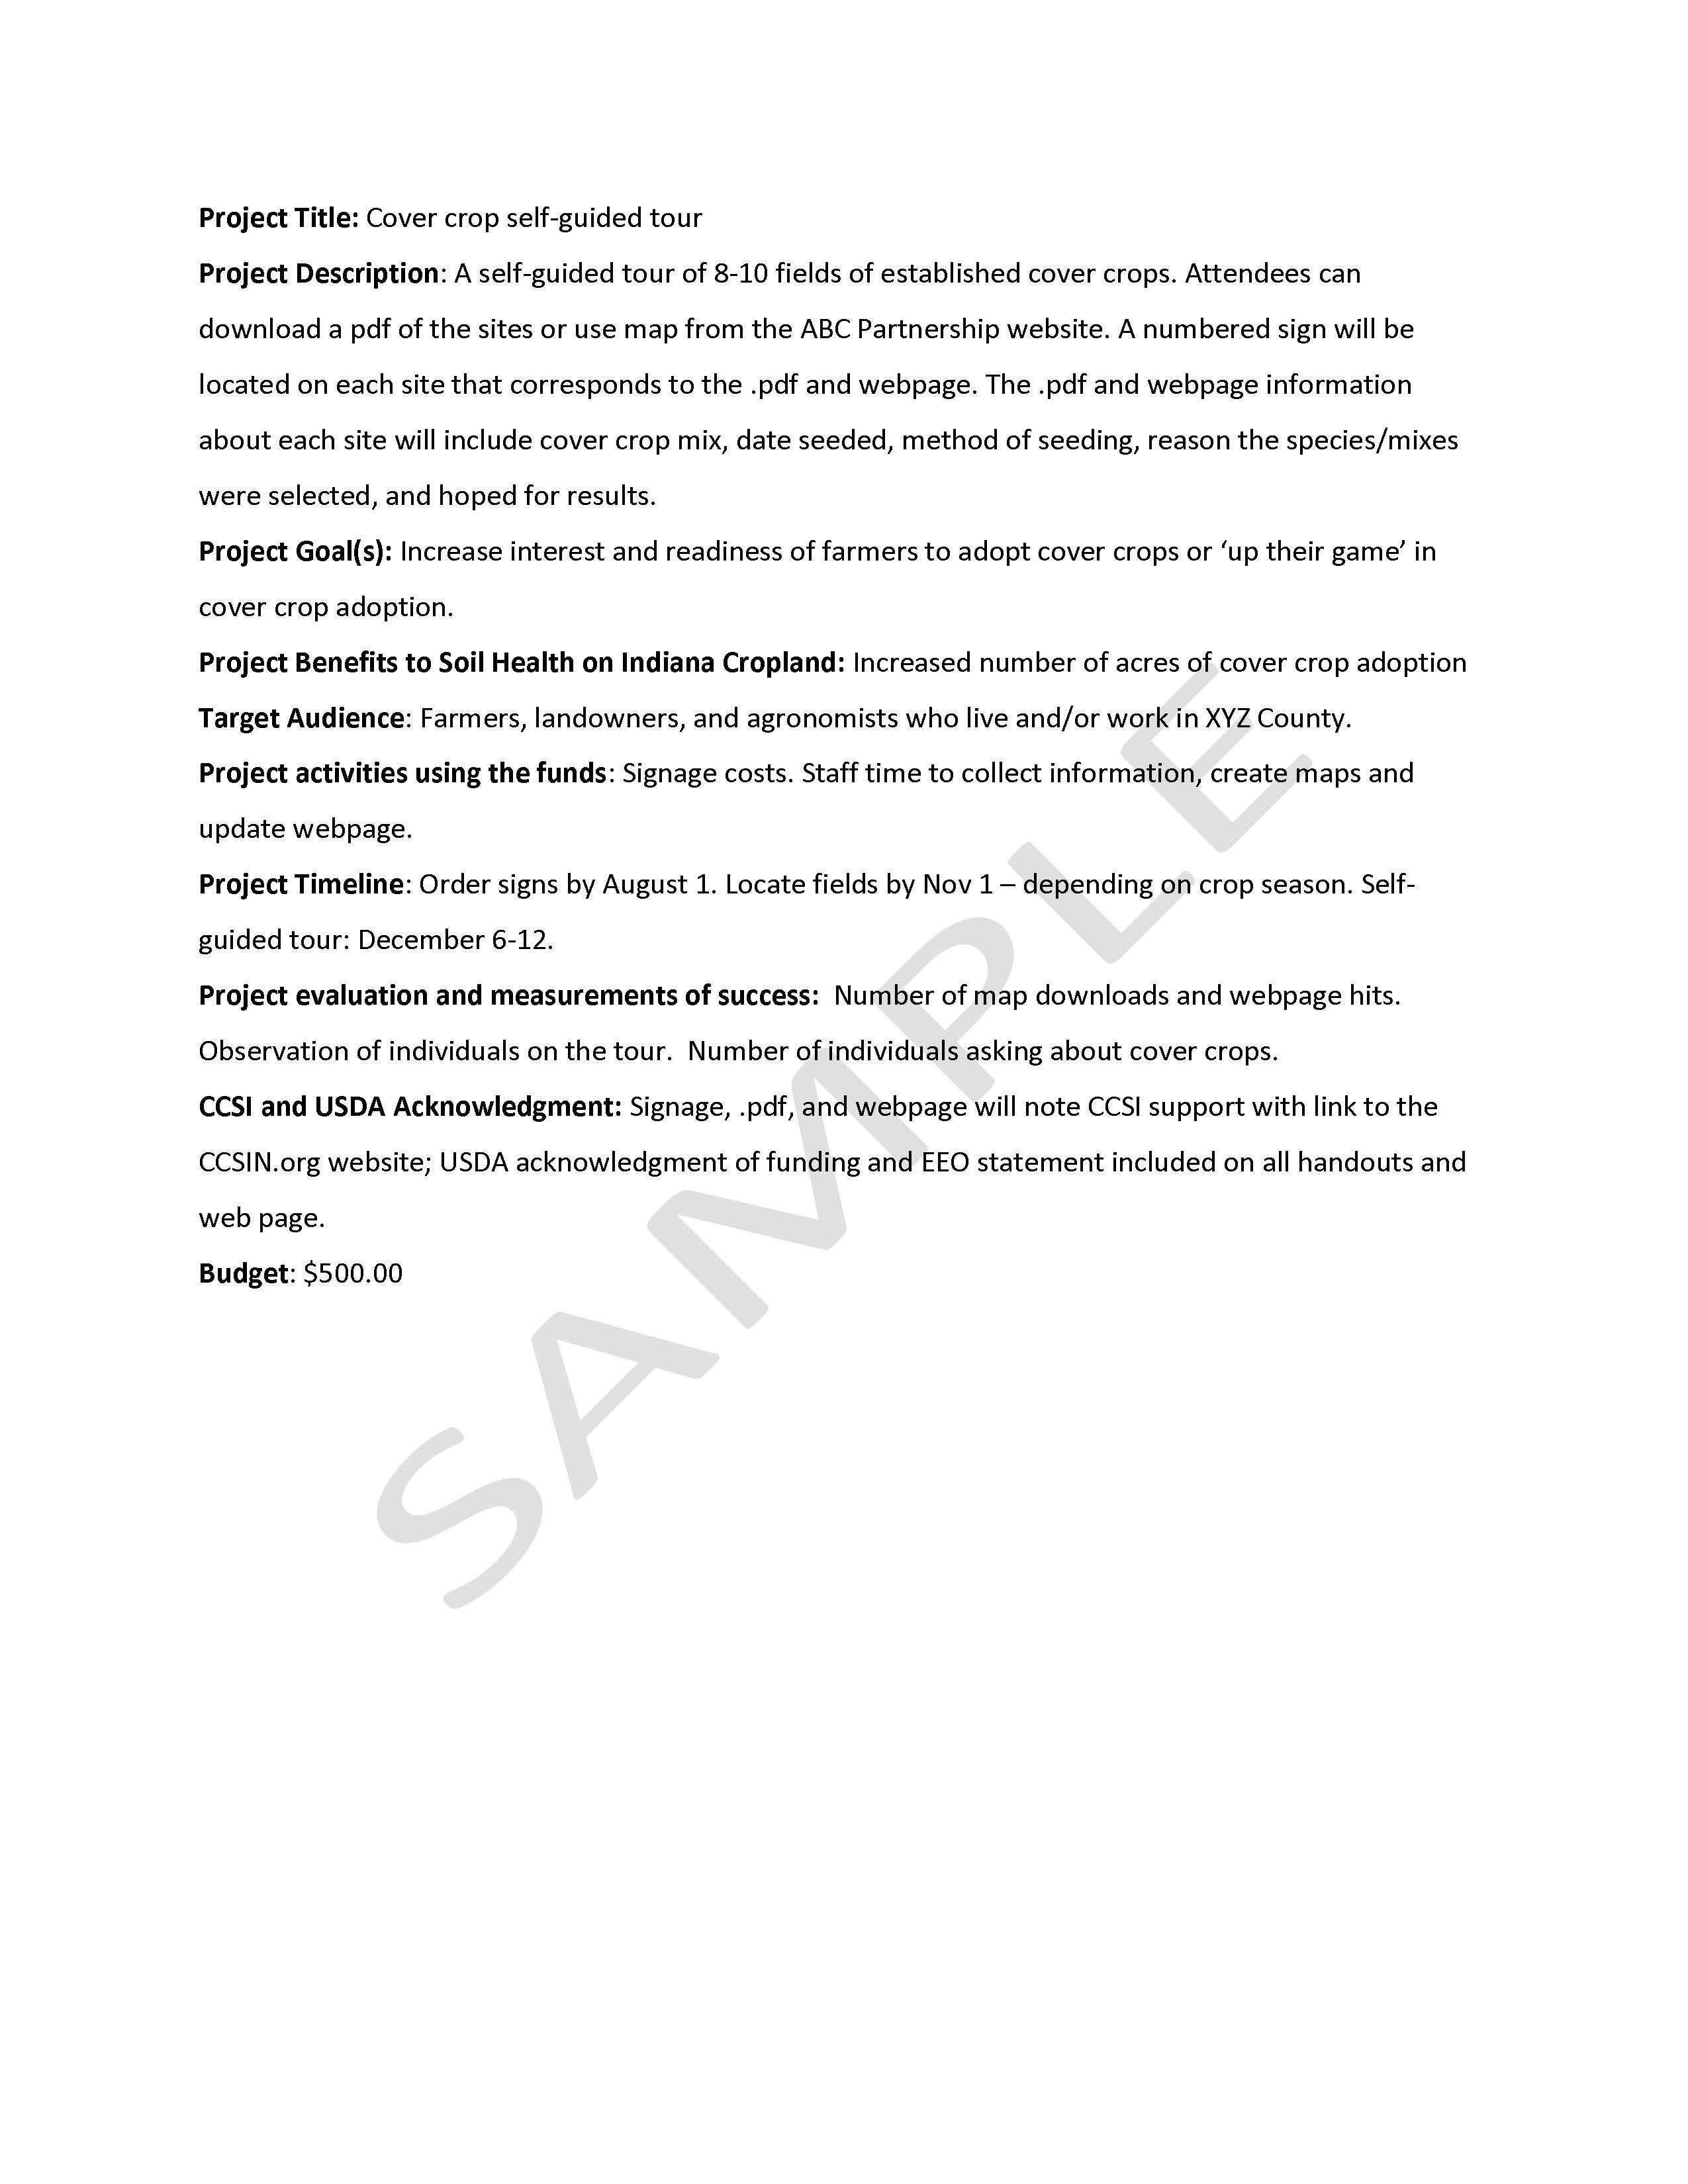 Project Title: Cover crop self-guided tour
Project Description: A self-guided tour of 8-10 fields of established cover crops. Attendees can
download a pdf of the sites or use map from the ABC Partnership website. A numbered sign will be
located on each site that corresponds to the .pdf and webpage. The .pdf and webpage information
about each site will include cover crop mix, date seeded, method of seeding, reason the species/mixes
were selected, and hoped for results.
Project Goal(s): Increase interest and readiness of farmers to adopt cover crops or ‘up their game’ in
cover crop adoption.
Project Benefits to Soil Health on Indiana Cropland: Increased number of acres of cover crop adoption
Target Audience: Farmers, landowners, and agronomists who live and/or work in XYZ County.
Project activities using the funds: Signage costs. Staff time to collect information, create maps and
update webpage.
Project Timeline: Order signs by August 1. Locate fields by Nov 1 – depending on crop season. Self-
guided tour: December 6-12.
Project evaluation and measurements of success:  Number of map downloads and webpage hits.
Observation of individuals on the tour.  Number of individuals asking about cover crops.
CCSI and USDA Acknowledgment: Signage, .pdf, and webpage will note CCSI support with link to the
CCSIN.org website; USDA acknowledgment of funding and EEO statement included on all handouts and
web page.
Budget: $500.00
SAMPLE